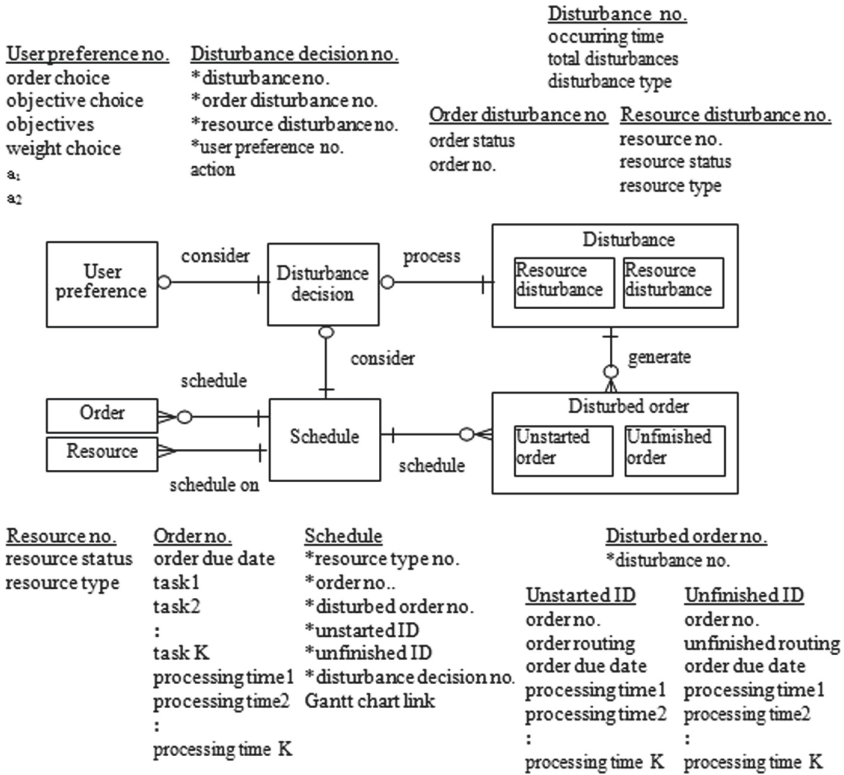 Disturbance no.
occurring time
total disturbances
disturbance type
User preference no.
order choice
objective choice
objectives
weight choice
a₁
a₂
Disturbance decision no.
*disturbance no.
*order disturbance no.
*resource disturbance no.
*user preference no.
action
Order disturbance no
order status
order no.
Resource disturbance no.
resource no.
resource status
resource type
User
preference
consider
Disturbance
decision
process
Disturbance
Resource
disturbance
Resource
disturbance
consider
generate
schedule
Order
Resource
schedule on
Schedule
schedule
Disturbed order
Unstarted
order
Unfinished
order
Resource no.
resource status
resource type
Order no.
order due date
task1
task2
:
task K
processing time1
processing time2
:
processing time K
Schedule
*resource type no.
*order no..
*disturbed order no.
*unstarted ID
*unfinished ID
*disturbance decision no.
Gantt chart link
Disturbed order no.
*disturbance no.
Unstarted ID
order no.
order routing
order due date
processing time1
processing time2
:
processing time K
Unfinished ID
order no.
unfinished routing
order due date
processing time1
processing time2
:
processing time K